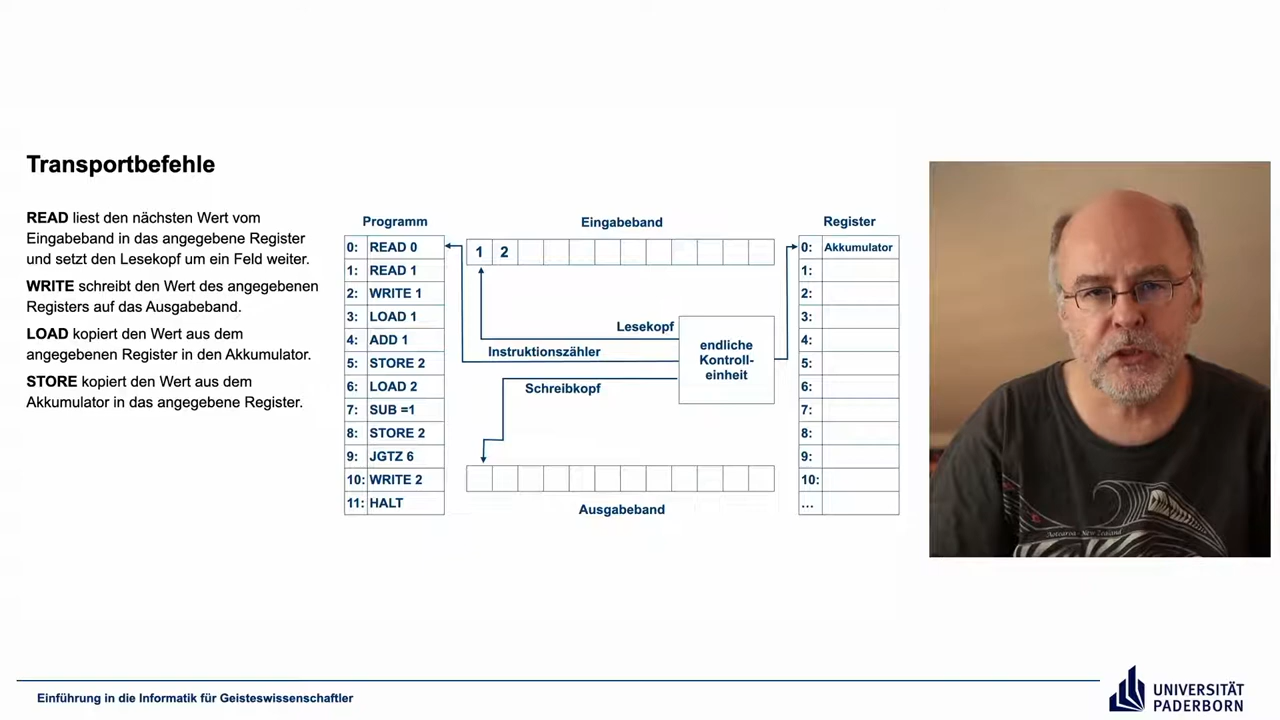 Transportbefehle
READ liest den nächsten Wert vom
Eingabeband in das angegebene Register
und setzt den Lesekopf um ein Feld weiter.
WRITE schreibt den Wert des angegebenen
Registers auf das Ausgabeband.
LOAD kopiert den Wert aus dem
angegebenen Register in den Akkumulator.
STORE kopiert den Wert aus dem
Akkumulator in das angegebene Register.
Programm
0: READ 0
1: READ 1
2: WRITE 1
3: LOAD 1
4: ADD 1
5: STORE 2
6: LOAD 2
7: SUB =1
8: STORE 2
9: JGTZ 6
10: WRITE 2
11: HALT
Eingabeband
1 2
Lesekopf
Instruktionszähler
Schreibkopf
endliche
Kontroll-
einheit
Ausgabeband
Register
0: Akkumulator
1:
2:
3:
4:
5:
6:
7:
8:
9:
10:
...
Aotearoa - New Zealand
Einführung in die Informatik für Geisteswissenschaftler
UNIVERSITÄT
PADERBORN